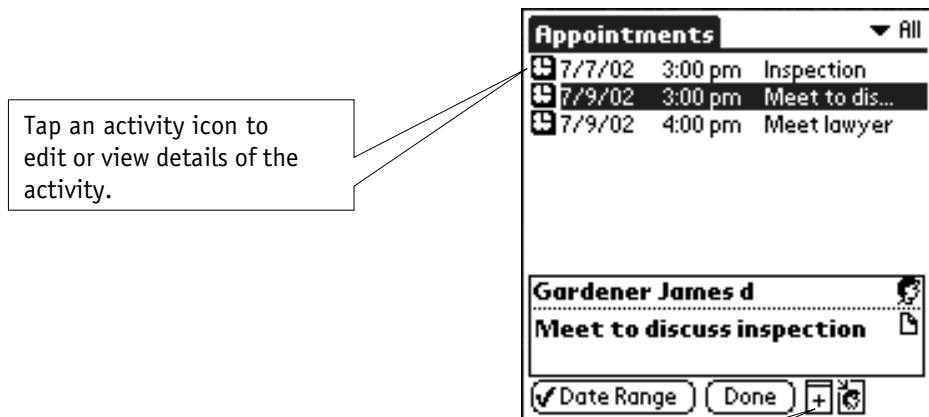 Appointments All
7/7/02 3:00 pm Inspection
7/9/02 3:00 pm Meet to dis...
7/9/02 4:00 pm Meet lawyer
Tap an activity icon to
edit or view details of the
activity.
Gardener James d
Meet to discuss inspection
Date Range Done